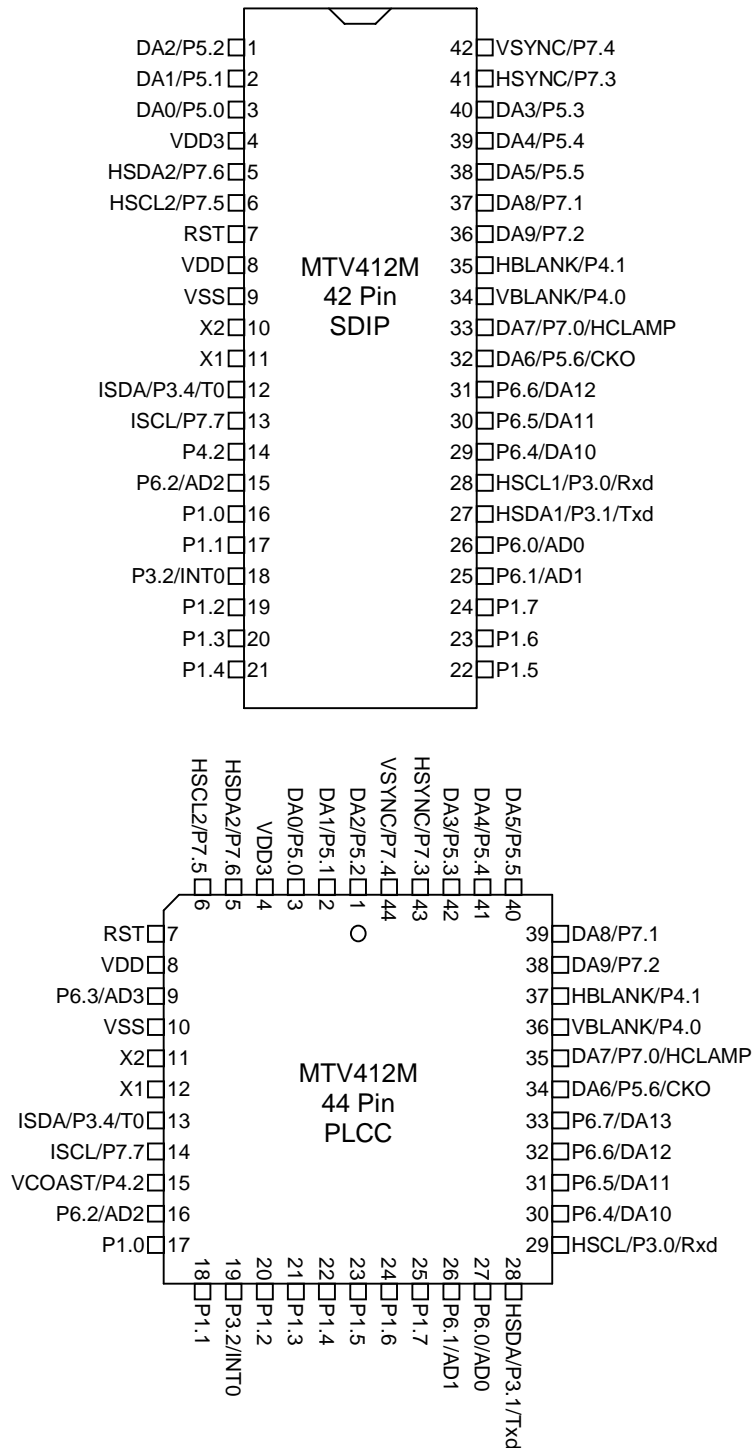 DA2/P5.2 1 42 VSYNC/P7.4
DA1/P5.1 2 41 HSYNC/P7.3
DA0/P5.0 3 40 DA3/P5.3
VDD3 4 39 DA4/P5.4
HSDA2/P7.6 5 38 DA5/P5.5
HSCL2/P7.5 6 37 DA8/P7.1
RST 7 36 DA9/P7.2
VDD 8 35 HBLANK/P4.1
VSS 9 34 VBLANK/P4.0
X2 10 33 DA7/P7.0/HCLAMP
X1 11 32 DA6/P5.6/CKO
ISDA/P3.4/T0 12 31 P6.6/DA12
ISCL/P7.7 13 30 P6.5/DA11
P4.2 14 29 P6.4/DA10
P6.2/AD2 15 28 HSCL1/P3.0/Rxd
P1.0 16 27 HSDA1/P3.1/Txd
P1.1 17 26 P6.0/AD0
P3.2/INT0 18 25 P6.1/AD1
P1.2 19 24 P1.7
P1.3 20 23 P1.6
P1.4 21 22 P1.5
MTV412M
42 Pin
SDIP
HSCL2/P7.5 6
HSDA2/P7.6 5
VDD3 4
DA0/P5.0 3
DA1/P5.1 2
DA2/P5.2 1
VSYNC/P7.4 44
HSYNC/P7.3 43
DA3/P5.3 42
DA4/P5.4 41
DA5/P5.5 40
RST 7 39 DA8/P7.1
VDD 8 38 DA9/P7.2
P6.3/AD3 9 37 HBLANK/P4.1
VSS 10 36 VBLANK/P4.0
X2 11 35 DA7/P7.0/HCLAMP
X1 12 34 DA6/P5.6/CKO
ISDA/P3.4/T0 13 33 P6.7/DA13
ISCL/P7.7 14 32 P6.6/DA12
VCOAST/P4.2 15 31 P6.5/DA11
P6.2/AD2 16 30 P6.4/DA10
P1.0 17 29 HSCL/P3.0/Rxd
MTV412M
44 Pin
PLCC
18 P1.1
19 P3.2/INT0
20 P1.2
21 P1.3
22 P1.4
23 P1.5
24 P1.6
25 P1.7
26 P6.1/AD1
27 P6.0/AD0
28 HSDA/P3.1/Txd